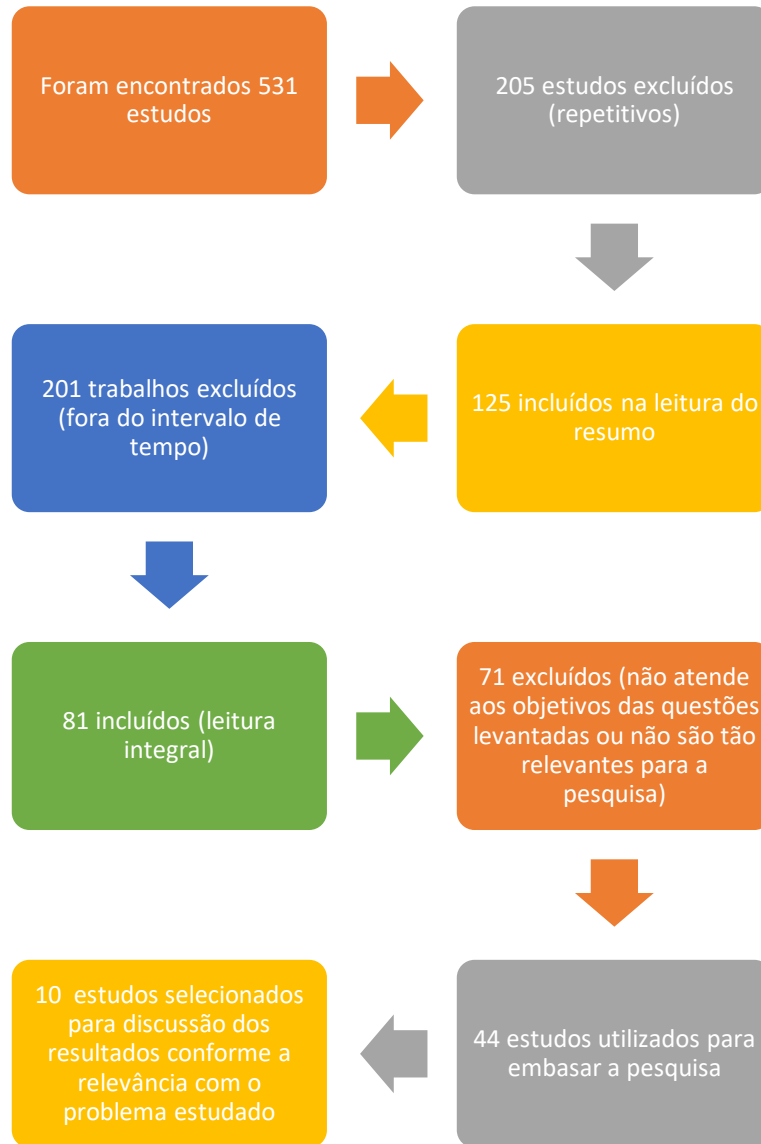 Foram encontrados 531
estudos
205 estudos excluídos
(repetitivos)
125 incluídos na leitura do
resumo
201 trabalhos excluídos
(fora do intervalo de
tempo)
81 incluídos (leitura
integral)
71 excluídos (não atende
aos objetivos das questões
levantadas ou não são tão
relevantes para a
pesquisa)
44 estudos utilizados para
embasar a pesquisa
10 estudos selecionados
para discussão dos
resultados conforme a
relevância com o
problema estudado